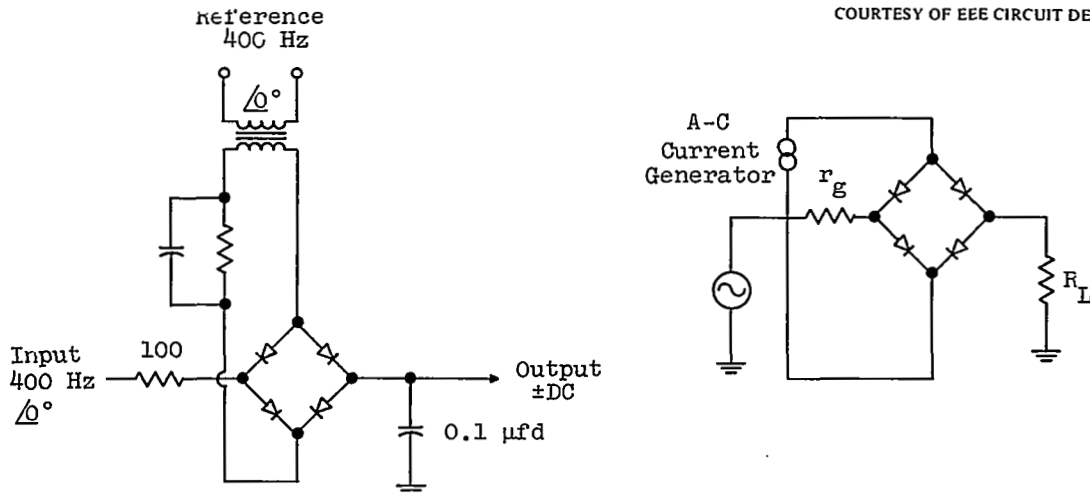 Reference
400 Hz
COURTESY OF EEE CIRCUIT DE
/0°
A-C
Current
Generator
r_g
R_L
Input
400 Hz
/0°
100
Output
±DC
0.1 μfd